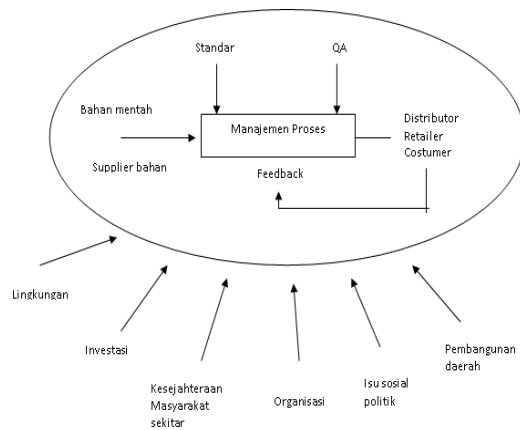 Standar
QA
Bahan mentah
Manajemen Proses
Distributor
Retailer
Costumer
Supplier bahan
Feedback
Lingkungan
Investasi
Kesejahteraan
Masyarakat
sekitar
Organisasi
Isu sosial
politik
Pembangunan
daerah